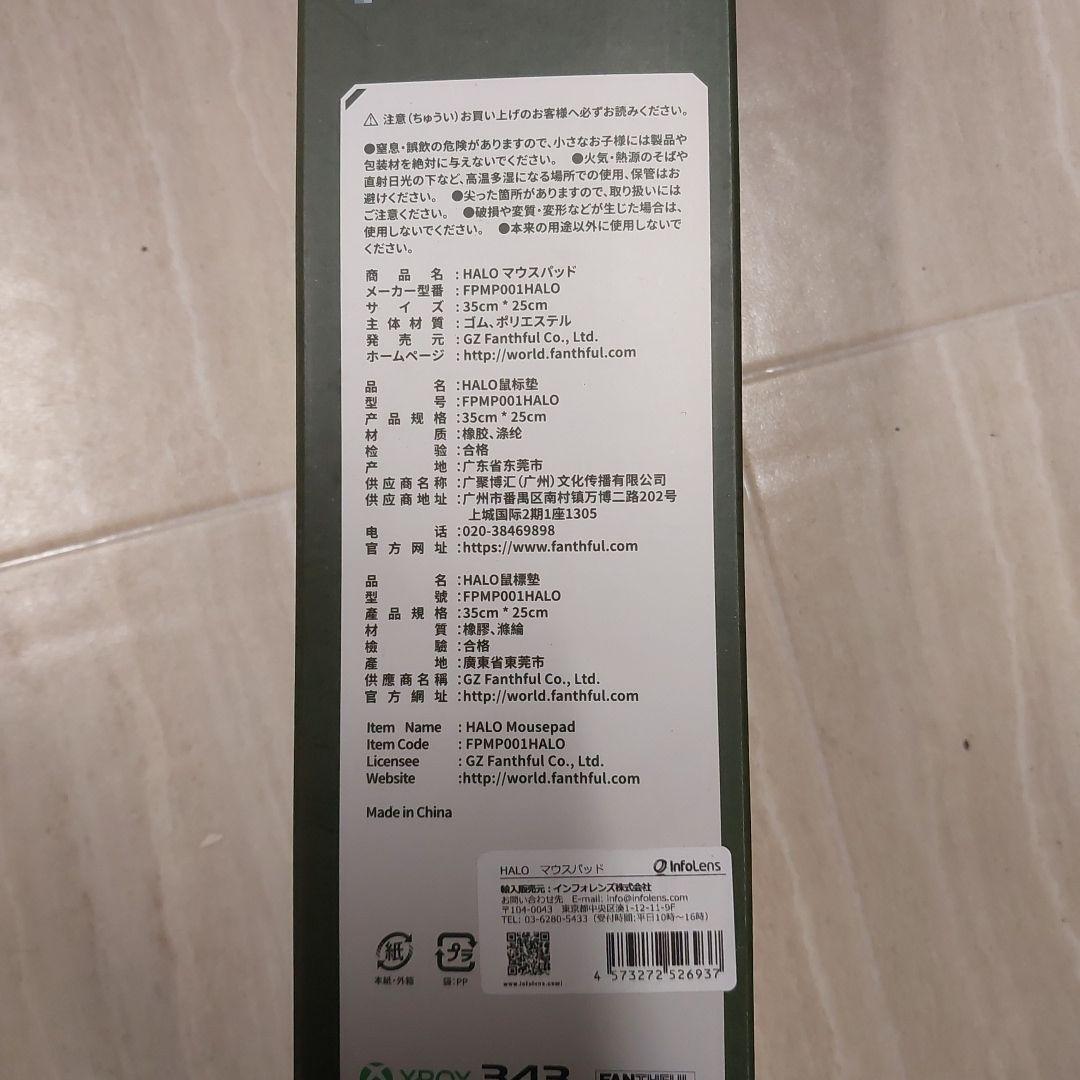 ⚠ 注意(ちゅうい)お買い上げのお客様へ必ずお読みください。
●窒息・誤飲の危険がありますので、小さなお子様には製品や
包装材を絶対に与えないでください。 ●火気・熱源のそばや
直射日光の下など、高温多湿になる場所での使用、保管はお
避けください。 ●尖った箇所がありますので、取り扱いには
ご注意ください。 ●破損や変質・変形などが生じた場合は、
使用しないでください。 ●本来の用途以外に使用しないで
ください。
商品名 : HALO マウスパッド
メーカー型番 : FPMP001HALO
サイズ : 35cm * 25cm
主体材質 : ゴム、ポリエステル
発売元 : GZ Fanthful Co., Ltd.
ホームページ : http://world.fanthful.com
品名 :HALO鼠标垫
型号 :FPMP001HALO
产品规格 :35cm * 25cm
材质 :橡胶、涤纶
检验 :合格
产地 :广东省东莞市
供应商名称 :广聚博汇(广州)文化传播有限公司
供应商地址 :广州市番禺区南村镇万博二路202号
上城国际2期1座1305
电话 :020-38469898
官方网址 :https://www.fanthful.com
品名 :HALO鼠標墊
型號 :FPMP001HALO
產品規格 :35cm * 25cm
材質 :橡膠、滌綸
檢驗 :合格
產地 :廣東省東莞市
供應商名稱 :GZ Fanthful Co., Ltd.
官方網址 :http://world.fanthful.com
Item Name : HALO Mousepad
Item Code : FPMP001HALO
Licensee : GZ Fanthful Co., Ltd.
Website :http://world.fanthful.com
Made in China
HALO マウスパッド InfoLens
輸入販売元:インフォレンズ株式会社
お問い合わせ先 E-mail: info@infolens.com
〒104-0043 東京都中央区湊1-12-11-9F
TEL: 03-6280-5433 (受付時間:平日10時~16時)
紙 プラ
本紙・外箱 袋:PP
www.infolens.com/
4 573272 526937
XBOX 343 FANTHFUL